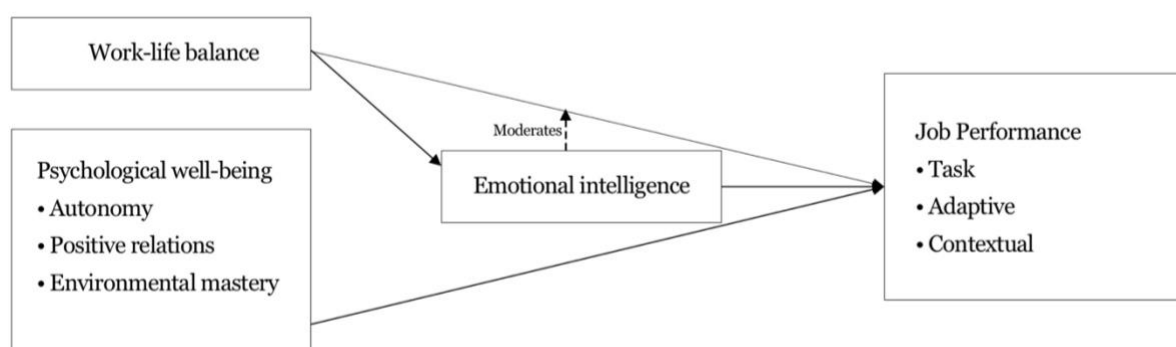 Work-life balance
Psychological well-being
• Autonomy
• Positive relations
• Environmental mastery
Moderates
Emotional intelligence
Job Performance
• Task
• Adaptive
• Contextual